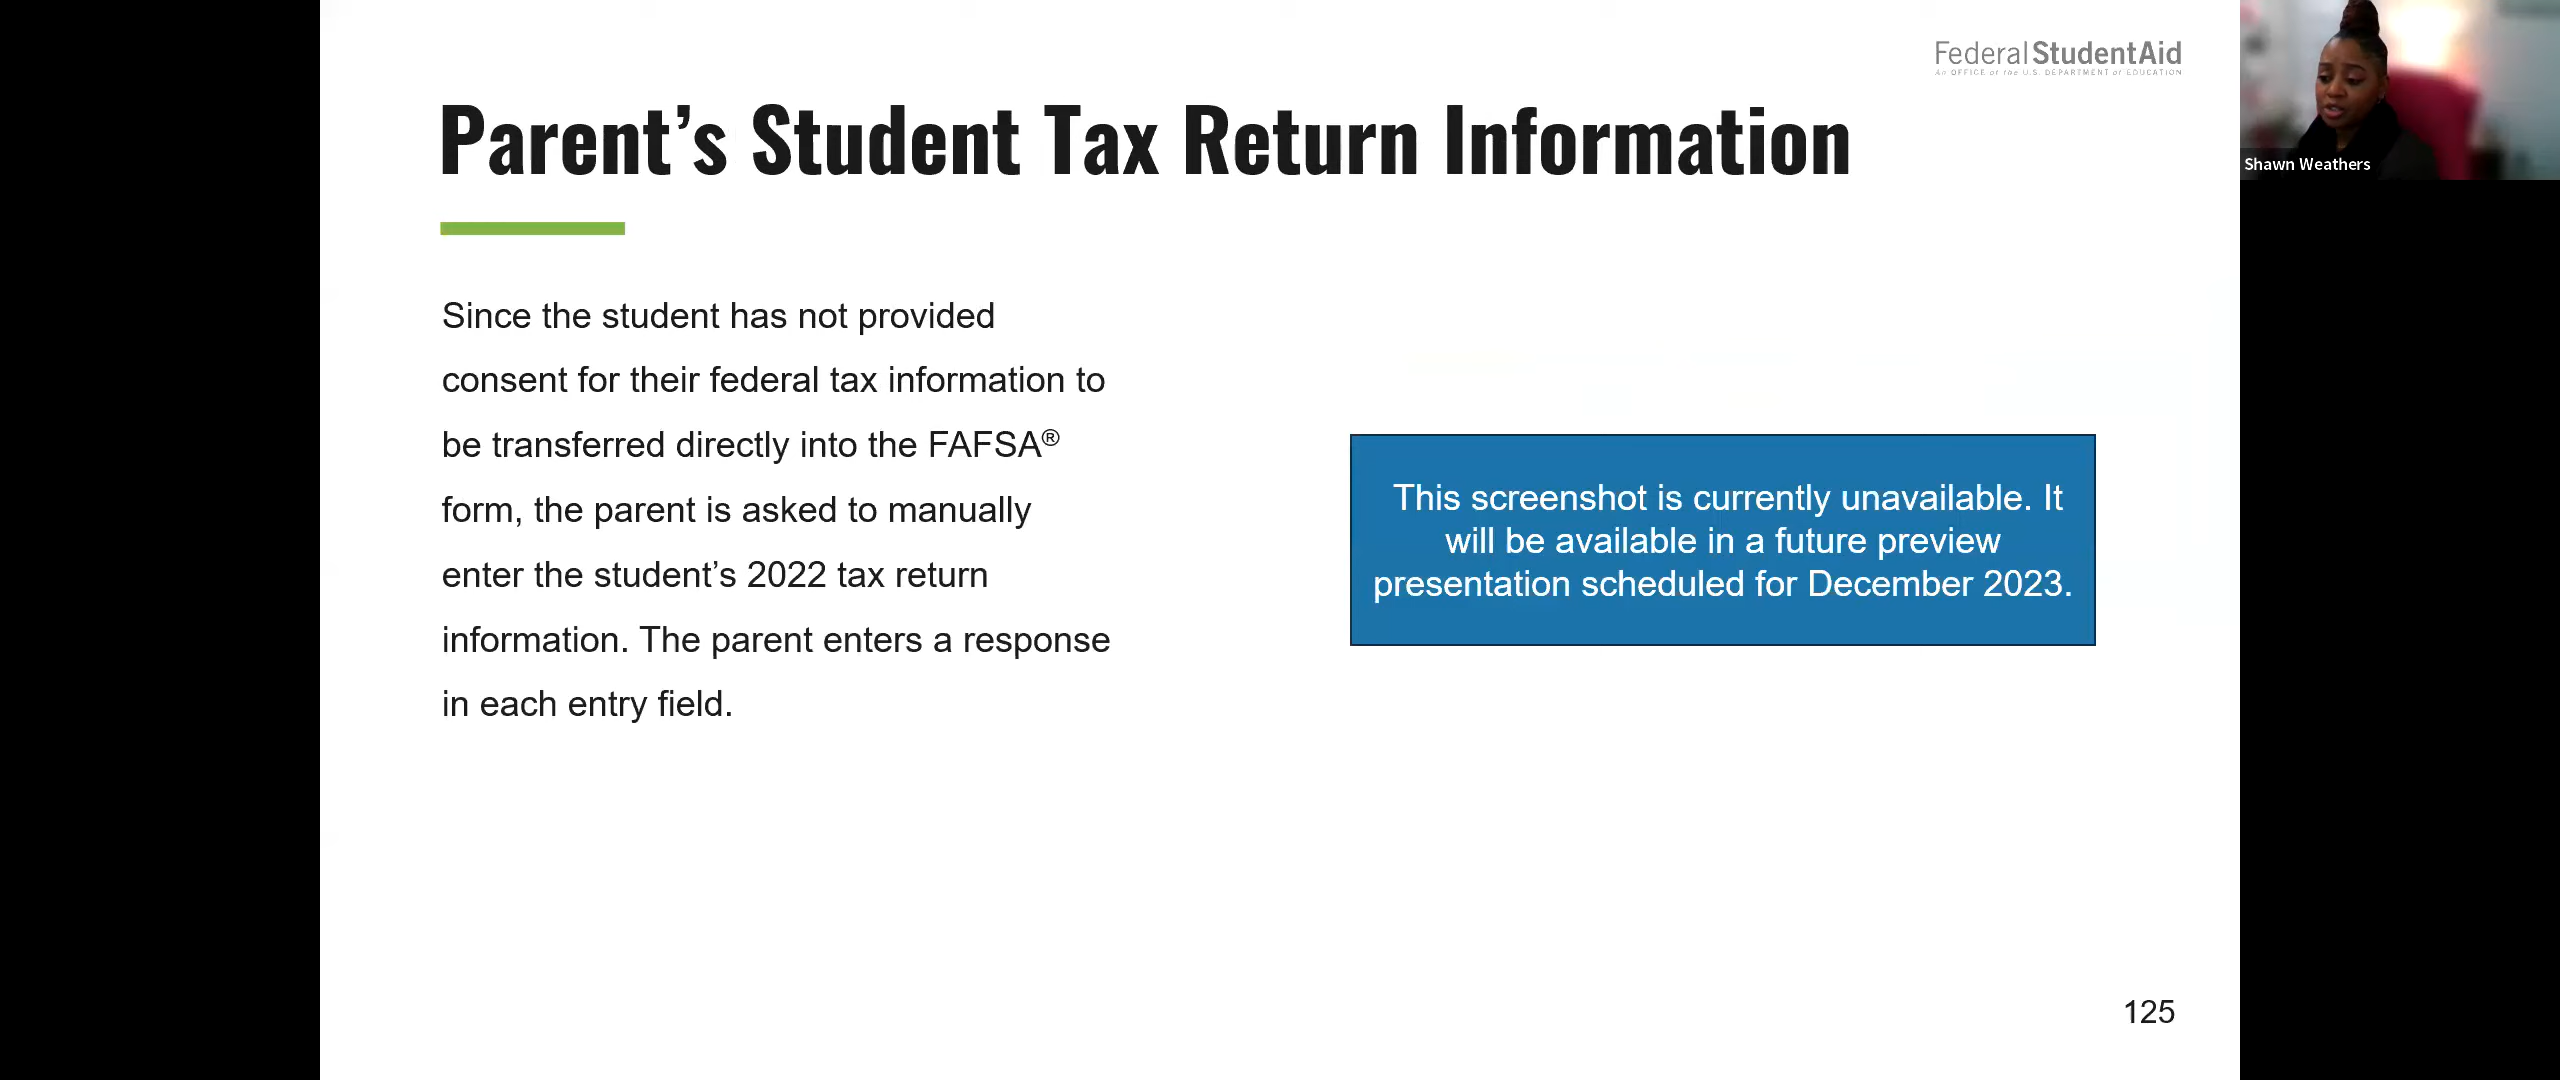 Federal StudentAid
An OFFICE of the U.S. DEPARTMENT of EDUCATION
Parent’s Student Tax Return Information
Shawn Weathers
Since the student has not provided
consent for their federal tax information to
be transferred directly into the FAFSA®
form, the parent is asked to manually
enter the student’s 2022 tax return
information. The parent enters a response
in each entry field.
This screenshot is currently unavailable. It
will be available in a future preview
presentation scheduled for December 2023.
125